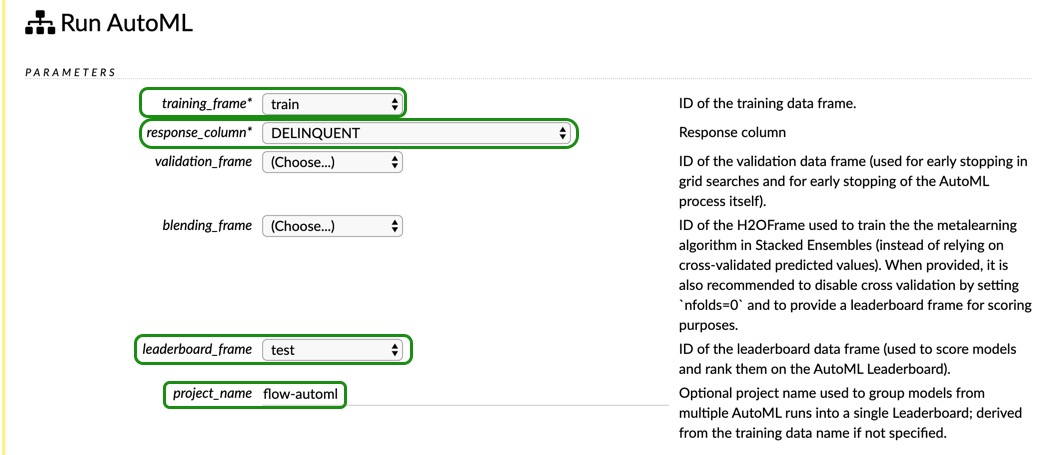 Run AutoML
PARAMETERS
training_frame* train ID of the training data frame.
response_column* DELINQUENT Response column
validation_frame (Choose...) ID of the validation data frame (used for early stopping in
grid searches and for early stopping of the AutoML
process itself).
blending_frame (Choose...) ID of the H2OFrame used to train the the metalearning
algorithm in Stacked Ensembles (instead of relying on
cross-validated predicted values). When provided, it is
also recommended to disable cross validation by setting
`nfolds=0` and to provide a leaderboard frame for scoring
purposes.
leaderboard_frame test ID of the leaderboard data frame (used to score models
and rank them on the AutoML Leaderboard).
project_name flow-automl Optional project name used to group models from
multiple AutoML runs into a single Leaderboard; derived
from the training data name if not specified.